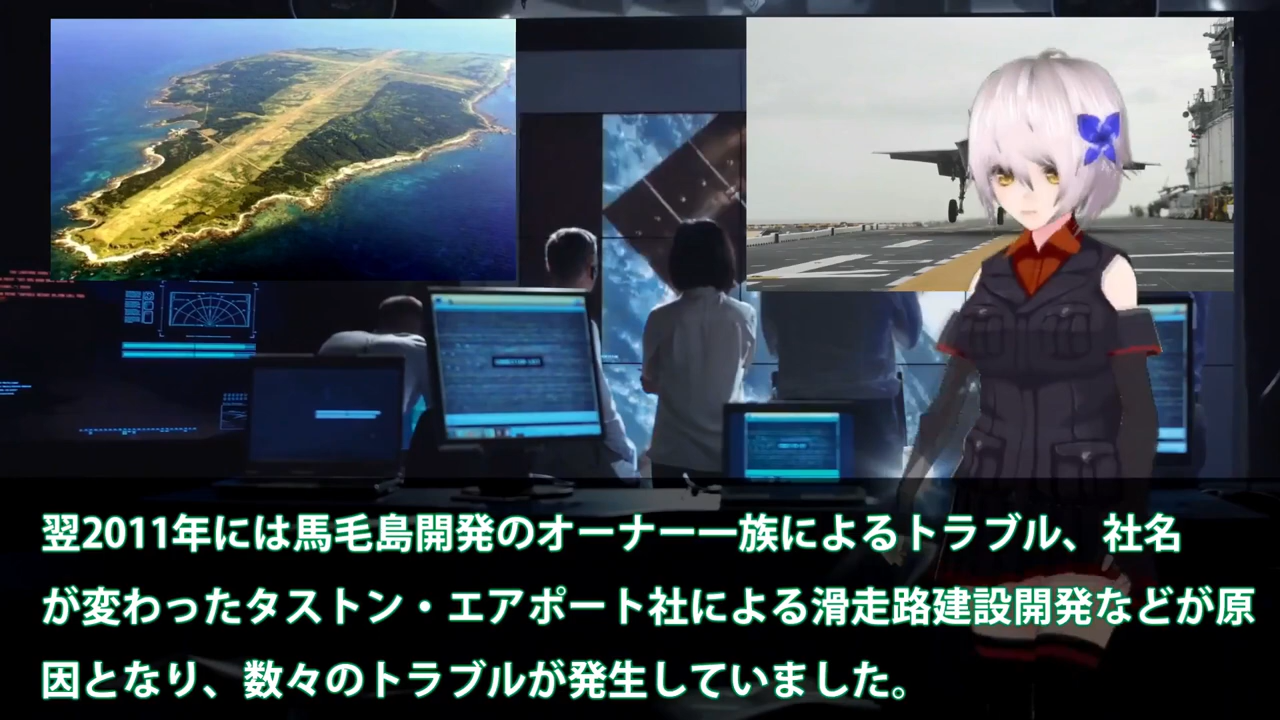 翌2011年には馬毛島開発のオーナー一族によるトラブル、社名
が変わったタストン・エアポート社による滑走路建設開発などが原
因となり、数々のトラブルが発生していました。